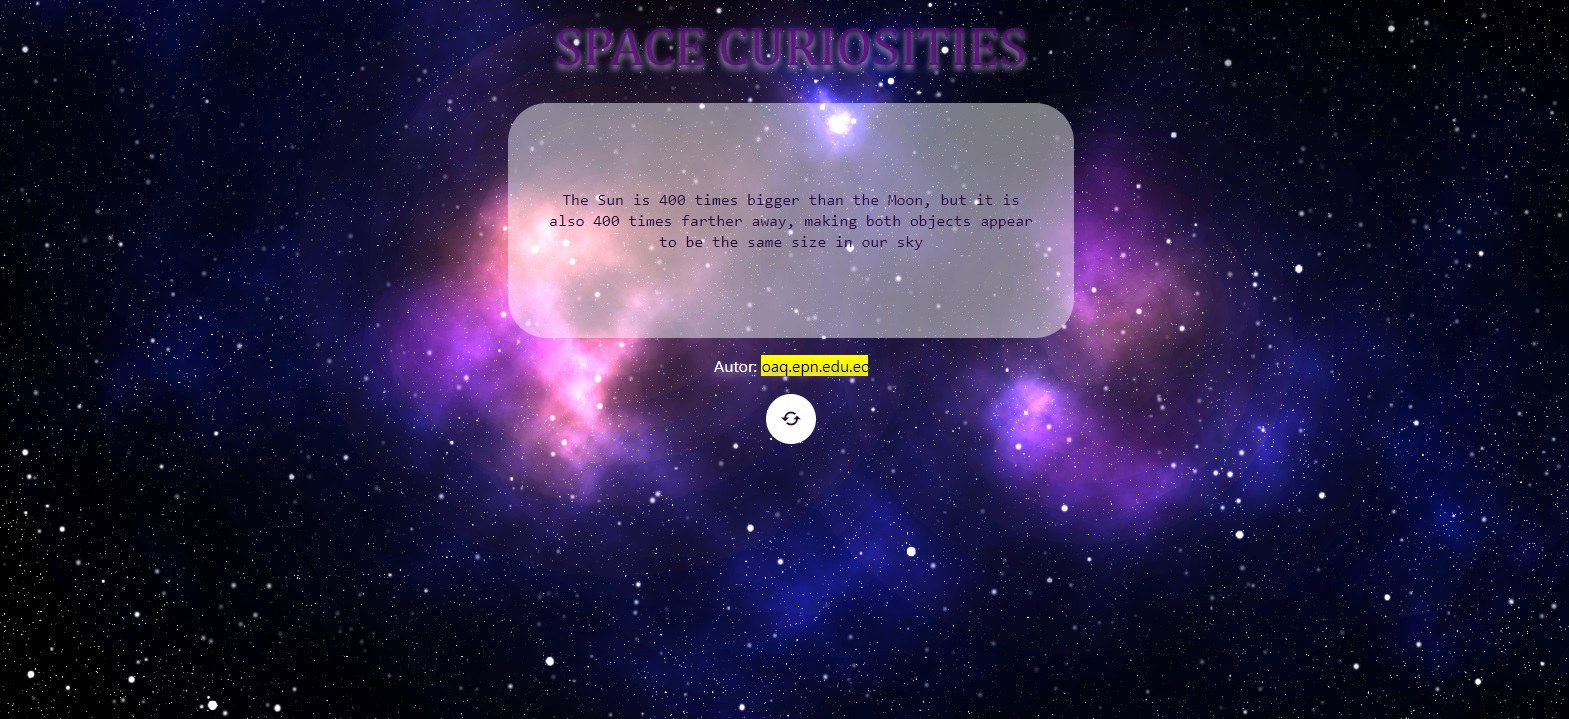 SPACE CURIOSITIES
The Sun is 400 times bigger than the Moon, but it is
also 400 times farther away, making both objects appear
to be the same size in our sky
Autor: oaq.epn.edu.ec